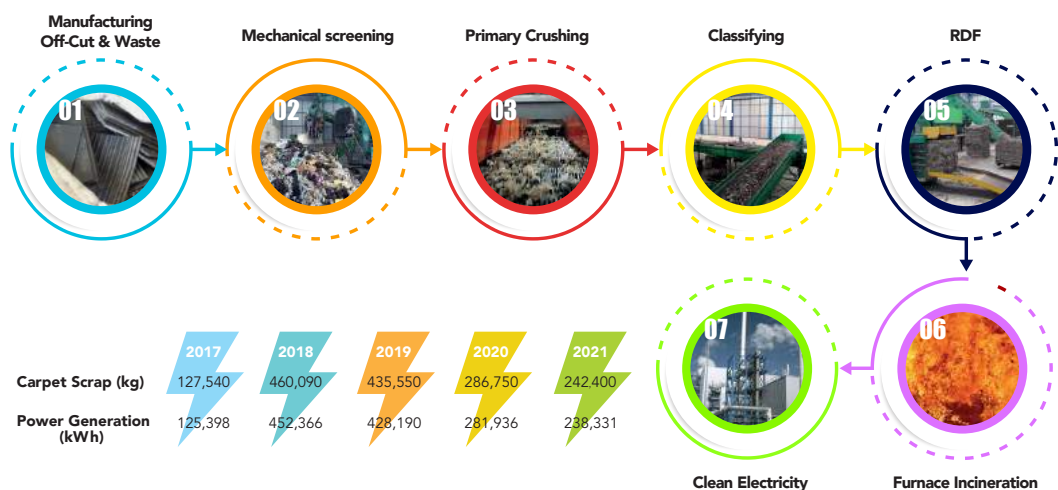 Manufacturing
Off-Cut & Waste
Mechanical screening
Primary Crushing
Classifying
RDF
01
02
03
04
05
07
06
2017
2018
2019
2020
2021
Carpet Scrap (kg)
127,540
460,090
435,550
286,750
242,400
Power Generation
(kWh)
125,398
452,366
428,190
281,936
238,331
Clean Electricity
Furnace Incineration